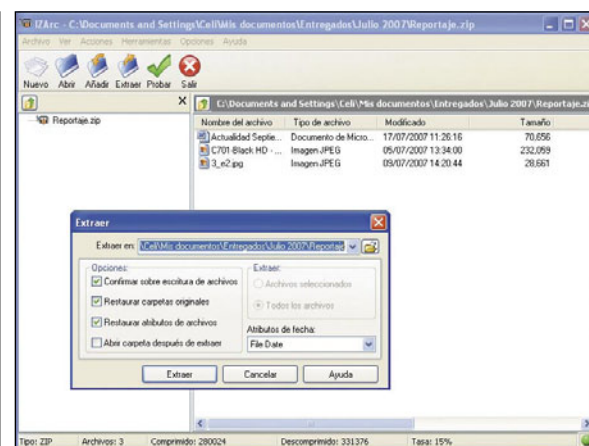 IZArc - C:\Documents and Settings\Celi\Mis documentos\Entregados\Julio 2007\Reportaje.zip
Archivo Ver Acciones Herramientas Opciones Ayuda
Nuevo Abrir Añadir Extraer Probar Salir
C:\Documents and Settings\Celi\Mis documentos\Entregados\Julio 2007\Reportaje.zi
Reportaje.zip
Nombre del archivo Tipo de archivo Modificado Tamaño
Actualidad Septie... Documento de Micro... 17/07/2007 11:26:16 70,656
C701-Black HD - ... Imagen JPEG 05/07/2007 13:34:00 232,059
3_e2.jpg Imagen JPEG 09/07/2007 14:20:44 28,661
Extraer
Extraer en: \Celi\Mis documentos\Entregados\Julio 2007\Reportaje
Opciones:
Confirmar sobre escritura de archivos
Restaurar carpetas originales
Restaurar atributos de archivos
Abrir carpeta después de extraer
Extraer:
Archivos seleccionados
Todos los archivos
Atributos de fecha:
File Date
Extraer Cancelar Ayuda
Tipo: ZIP Archivos: 3 Comprimido: 280024 Descomprimido: 331376 Tasa: 15%